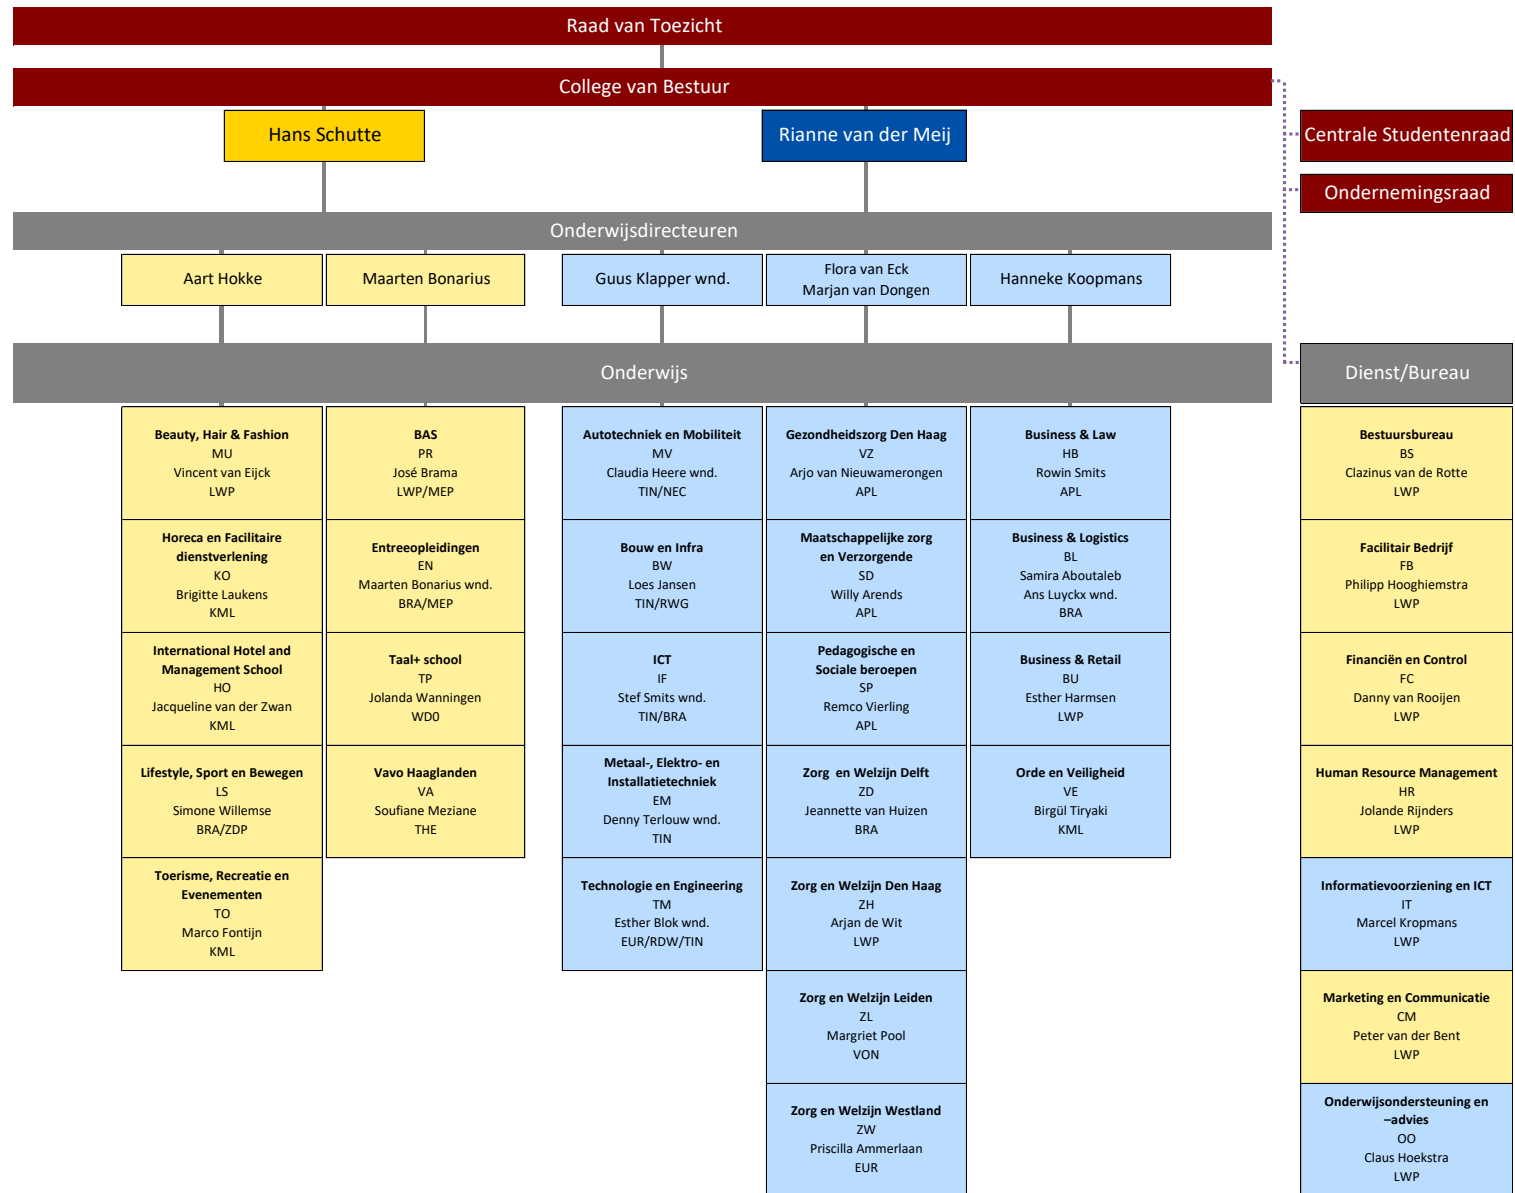 Raad van Toezicht
College van Bestuur
Hans Schutte
Rianne van der Meij
Centrale Studentenraad
Ondernemingsraad
Onderwijsdirecteuren
Aart Hokke
Maarten Bonarius
Guus Klapper wnd.
Flora van Eck
Marjan van Dongen
Hanneke Koopmans
Onderwijs
Dienst/Bureau
Beauty, Hair & Fashion
MU
Vincent van Eijck
LWP
Horeca en Facilitaire
dienstverlening
KO
Brigitte Laukens
KML
International Hotel and
Management School
HO
Jacqueline van der Zwan
KML
Lifestyle, Sport en Bewegen
LS
Simone Willemse
BRA/ZDP
Toerisme, Recreatie en
Evenementen
TO
Marco Fontijn
KML
BAS
PR
José Brama
LWP/MEP
Entreeopleidingen
EN
Maarten Bonarius wnd.
BRA/MEP
Taal+ school
TP
Jolanda Wanningen
WD0
Vavo Haaglanden
VA
Soufiane Meziane
THE
Autotechniek en Mobiliteit
MV
Claudia Heere wnd.
TIN/NEC
Bouw en Infra
BW
Loes Jansen
TIN/RWG
ICT
IF
Stef Smits wnd.
TIN/BRA
Metaal-, Elektro- en
Installatietechniek
EM
Denny Terlouw wnd.
TIN
Technologie en Engineering
TM
Esther Blok wnd.
EUR/RDW/TIN
Gezondheidszorg Den Haag
VZ
Arjo van Nieuwamerongen
APL
Maatschappelijke zorg
en Verzorgende
SD
Willy Arends
APL
Pedagogische en
Sociale beroepen
SP
Remco Vierling
APL
Zorg en Welzijn Delft
ZD
Jeannette van Huizen
BRA
Zorg en Welzijn Den Haag
ZH
Arjan de Wit
LWP
Zorg en Welzijn Leiden
ZL
Margriet Pool
VON
Zorg en Welzijn Westland
ZW
Priscilla Ammerlaan
EUR
Business & Law
HB
Rowin Smits
APL
Business & Logistics
BL
Samira Aboutaleb
Ans Luyckx wnd.
BRA
Business & Retail
BU
Esther Harmsen
LWP
Orde en Veiligheid
VE
Birgül Tiryaki
KML
Bestuursbureau
BS
Clazinus van de Rotte
LWP
Facilitair Bedrijf
FB
Philipp Hooghiemstra
LWP
Financiën en Control
FC
Danny van Rooijen
LWP
Human Resource Management
HR
Jolande Rijnders
LWP
Informatievorziening en ICT
IT
Marcel Kropmans
LWP
Marketing en Communicatie
CM
Peter van der Bent
LWP
Onderwijsondersteuning en
–advies
OO
Claus Hoekstra
LWP